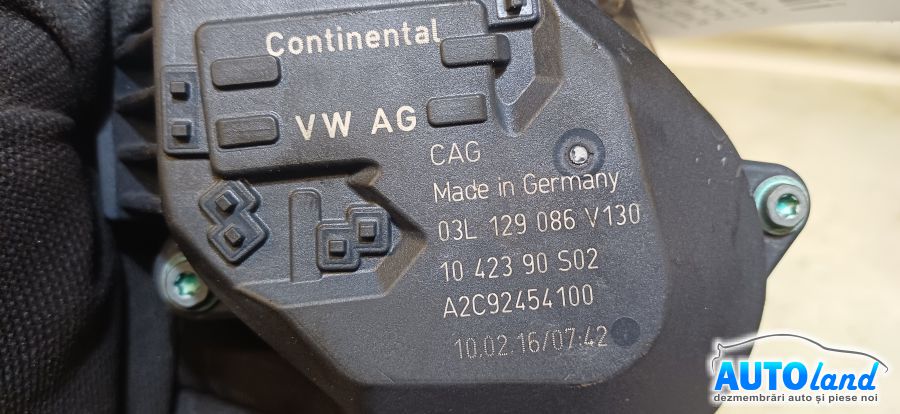 Continental
VW AG
CAG
Made in Germany
03L 129 086 V130
10 423 90 S02
A2C92454100
10.02.16/07:42
AUTOland
dezmembrări auto și piese noi